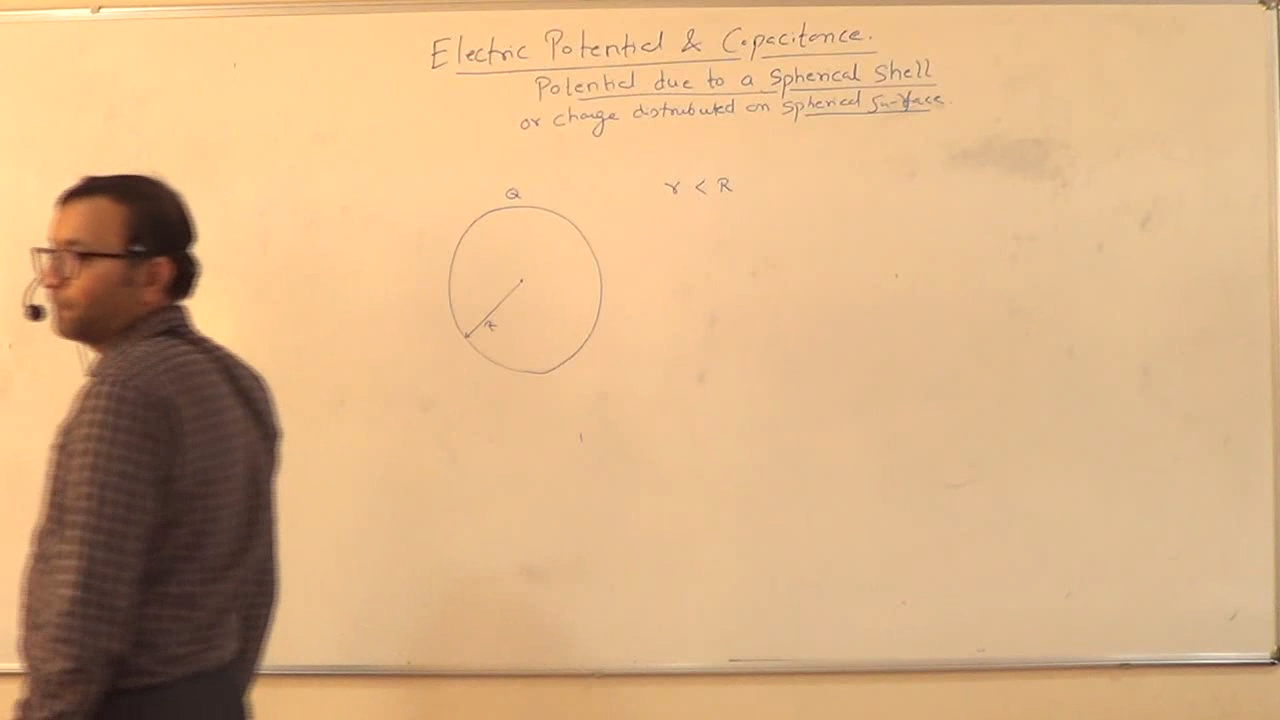 Electric Potential & Capacitance.
Potential due to a Spherical Shell
or charge distributed on spherical Surface.
Q
r < R
R